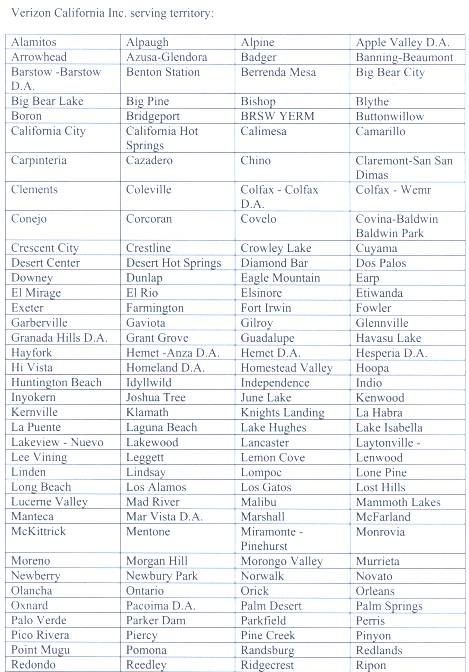 Verizon California Inc. serving territory:
Alamitos Alpaugh Alpine Apple Valley D.A.
Arrowhead Azusa-Glendora Badger Banning-Beaumont
Barstow -Barstow Benton Station Berrenda Mesa Big Bear City
D.A.
Big Bear Lake Big Pine Bishop Blythe
Boron Bridgeport BRSW YERM Buttonwillow
California City California Hot Calimesa Camarillo
Springs
Carpinteria Cazadero Chino Claremont-San San
Dimas
Clements Coleville Colfax - Colfax Colfax - Wemr
D.A.
Conejo Corcoran Covelo Covina-Baldwin
Baldwin Park
Crescent City Crestline Crowley Lake Cuyama
Desert Center Desert Hot Springs Diamond Bar Dos Palos
Downey Dunlap Eagle Mountain Earp
El Mirage El Rio Elsinore Etiwanda
Exeter Farmington Fort Irwin Fowler
Garberville Gaviota Gilroy Glennville
Granada Hills D.A. Grant Grove Guadalupe Havasu Lake
Hayfork Hemet -Anza D.A. Hemet D.A. Hesperia D.A.
Hi Vista Homeland D.A. Homestead Valley Hoopa
Huntington Beach Idyllwild Independence Indio
Inyokern Joshua Tree June Lake Kenwood
Kernville Klamath Knights Landing La Habra
La Puente Laguna Beach Lake Hughes Lake Isabella
Lakeview - Nuevo Lakewood Lancaster Laytonville -
Lee Vining Leggett Lemon Cove Lenwood
Linden Lindsay Lompoc Lone Pine
Long Beach Los Alamos Los Gatos Lost Hills
Lucerne Valley Mad River Malibu Mammoth Lakes
Manteca Mar Vista D.A. Marshall McFarland
McKittrick Mentone Miramonte - Monrovia
Pinehurst
Moreno Morgan Hill Morongo Valley Murrieta
Newberry Newbury Park Norwalk Novato
Olancha Ontario Orick Orleans
Oxnard Pacoima D.A. Palm Desert Palm Springs
Palo Verde Parker Dam Parkfield Perris
Pico Rivera Piercy Pine Creek Pinyon
Point Mugu Pomona Randsburg Redlands
Redondo Reedley Ridgecrest Ripon